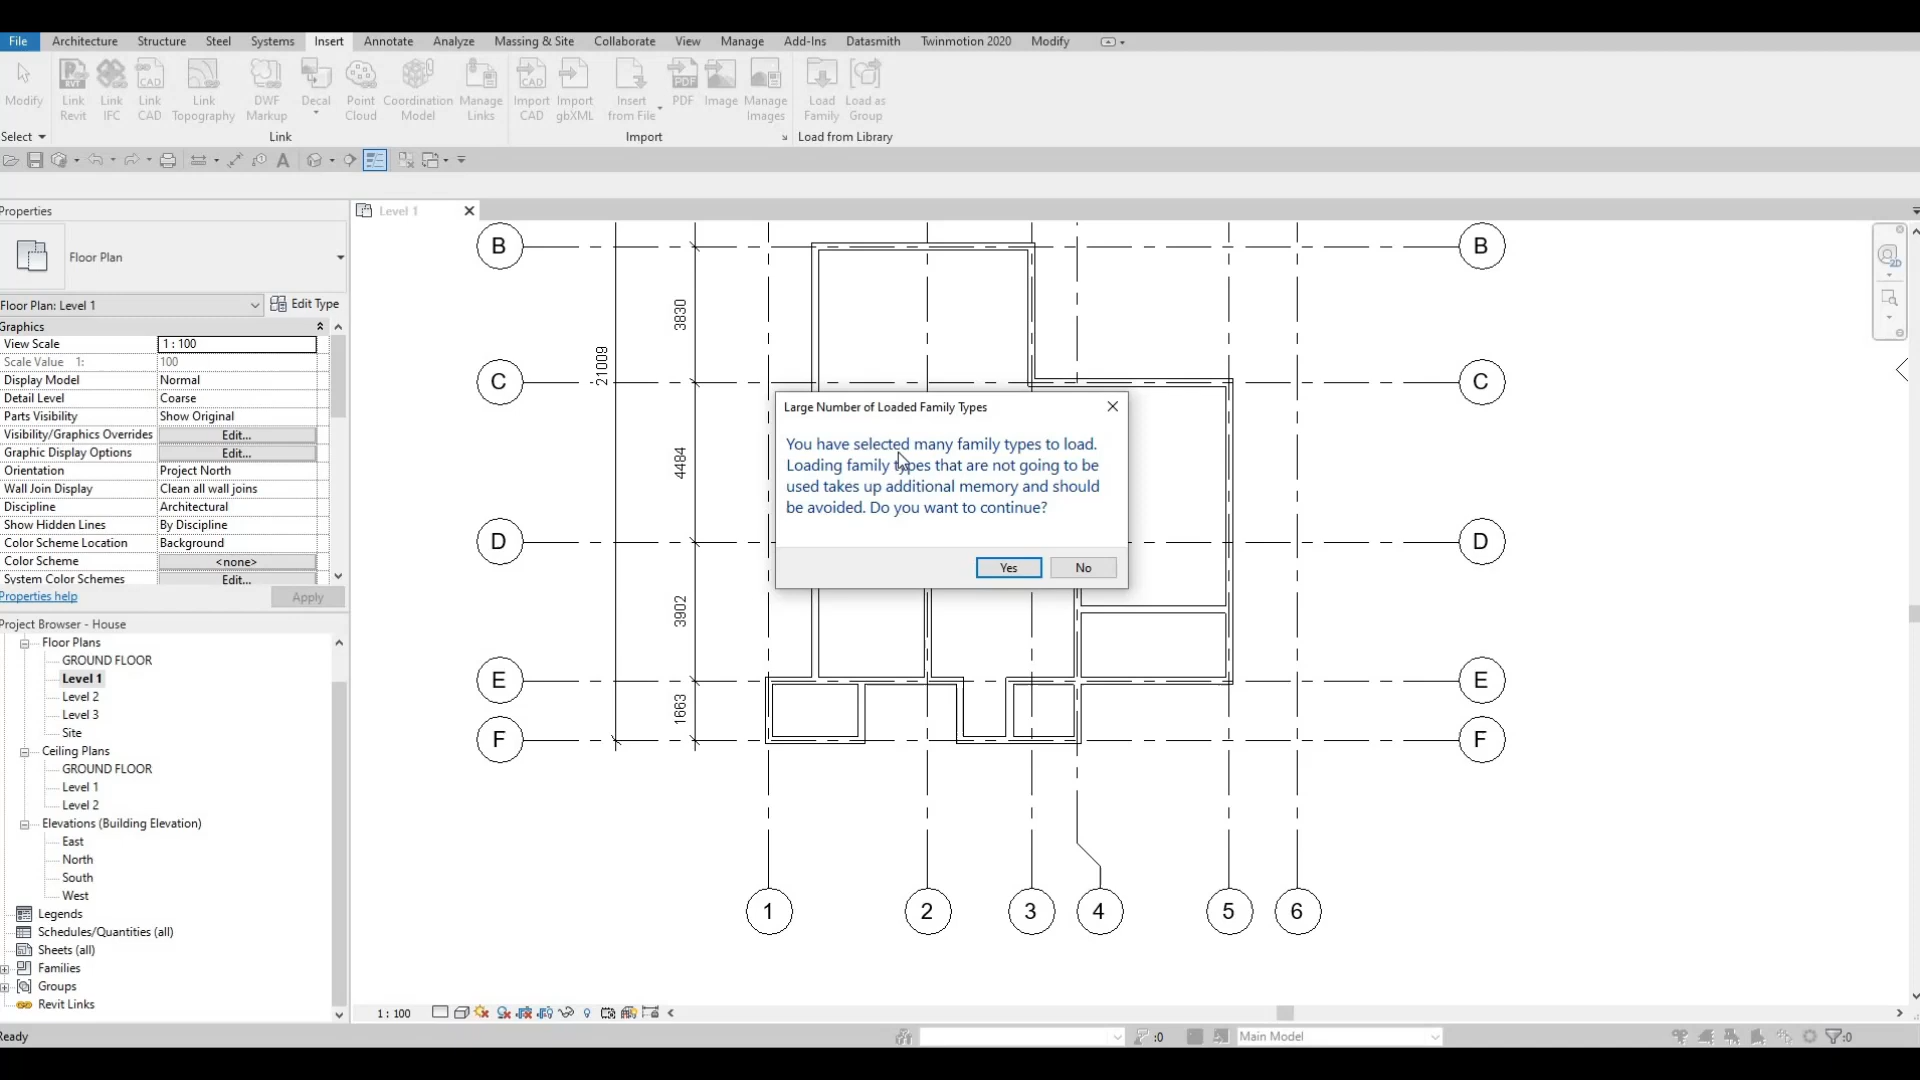 File Architecture Structure Steel Systems Insert Annotate Analyze Massing & Site Collaborate View Manage Add-Ins Datasmith Twinmotion 2020 Modify
Modify
Link Revit
Link IFC
Link CAD
Link Topography
DWF Markup
Decal
Point Cloud
Coordination Model
Manage Links
Import CAD
Import gbXML
Insert from File
PDF
Image
Manage Images
Load Family
Load as Group
Select
Link
Import
Load from Library
Properties
Level 1
Floor Plan
Floor Plan: Level 1
Edit Type
Graphics
View Scale 1 : 100
Scale Value 1: 100
Display Model Normal
Detail Level Coarse
Parts Visibility Show Original
Visibility/Graphics Overrides Edit...
Graphic Display Options Edit...
Orientation Project North
Wall Join Display Clean all wall joins
Discipline Architectural
Show Hidden Lines By Discipline
Color Scheme Location Background
Color Scheme <none>
System Color Schemes Edit...
Properties help
Apply
Project Browser - House
Floor Plans
GROUND FLOOR
Level 1
Level 2
Level 3
Site
Ceiling Plans
GROUND FLOOR
Level 1
Level 2
Elevations (Building Elevation)
East
North
South
West
Legends
Schedules/Quantities (all)
Sheets (all)
Families
Groups
Revit Links
B B
3830
21009
C C
4484
D D
3902
E E
1663
F F
1 2 3 4 5 6
Large Number of Loaded Family Types
You have selected many family types to load.
Loading family types that are not going to be
used takes up additional memory and should
be avoided. Do you want to continue?
Yes No
2D
1 : 100
Ready
:0
Main Model
:0